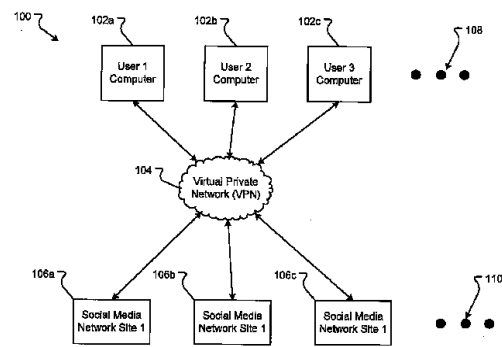 100
102a
102b
102c
108
User 1
Computer
User 2
Computer
User 3
Computer
104
Virtual Private
Network (VPN)
106a
106b
106c
110
Social Media
Network Site 1
Social Media
Network Site 1
Social Media
Network Site 1